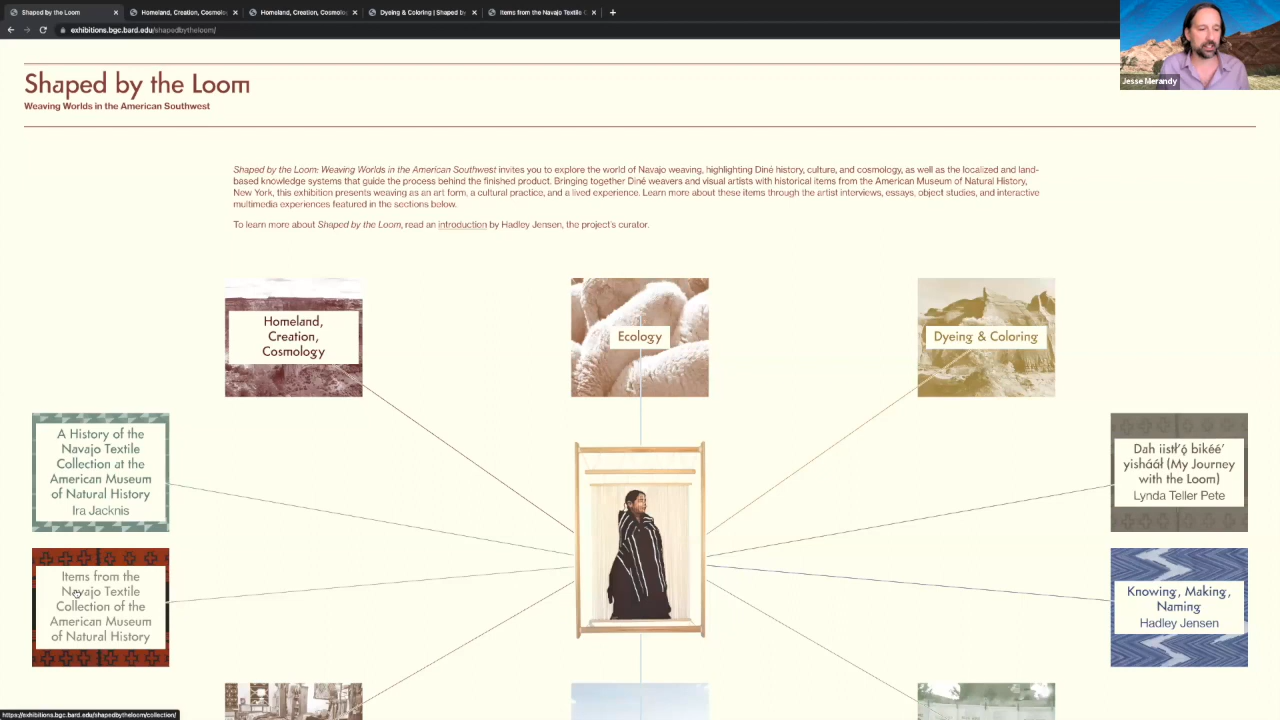 Shaped by the Loom
Homeland, Creation, Cosmolo
Homeland, Creation, Cosmolo
Dyeing & Coloring | Shaped by
Items from the Navajo Textile
exhibitions.bgc.bard.edu/shapedbytheloom/
Jesse Merandy
Shaped by the Loom
Weaving Worlds in the American Southwest
Shaped by the Loom: Weaving Worlds in the American Southwest invites you to explore the world of Navajo weaving, highlighting Diné history, culture, and cosmology, as well as the localized and land-
based knowledge systems that guide the process behind the finished product. Bringing together Diné weavers and visual artists with historical items from the American Museum of Natural History,
New York, this exhibition presents weaving as an art form, a cultural practice, and a lived experience. Learn more about these items through the artist interviews, essays, object studies, and interactive
multimedia experiences featured in the sections below.
To learn more about Shaped by the Loom, read an introduction by Hadley Jensen, the project's curator.
Homeland,
Creation,
Cosmology
Ecology
Dyeing & Coloring
A History of the
Navajo Textile
Collection at the
American Museum
of Natural History
Ira Jacknis
Dah iistł'ǫ́ bikéé'
yishááł (My Journey
with the Loom)
Lynda Teller Pete
Items from the
Navajo Textile
Collection of the
American Museum
of Natural History
Knowing, Making,
Naming
Hadley Jensen
https://exhibitions.bgc.bard.edu/shapedbytheloom/collection/